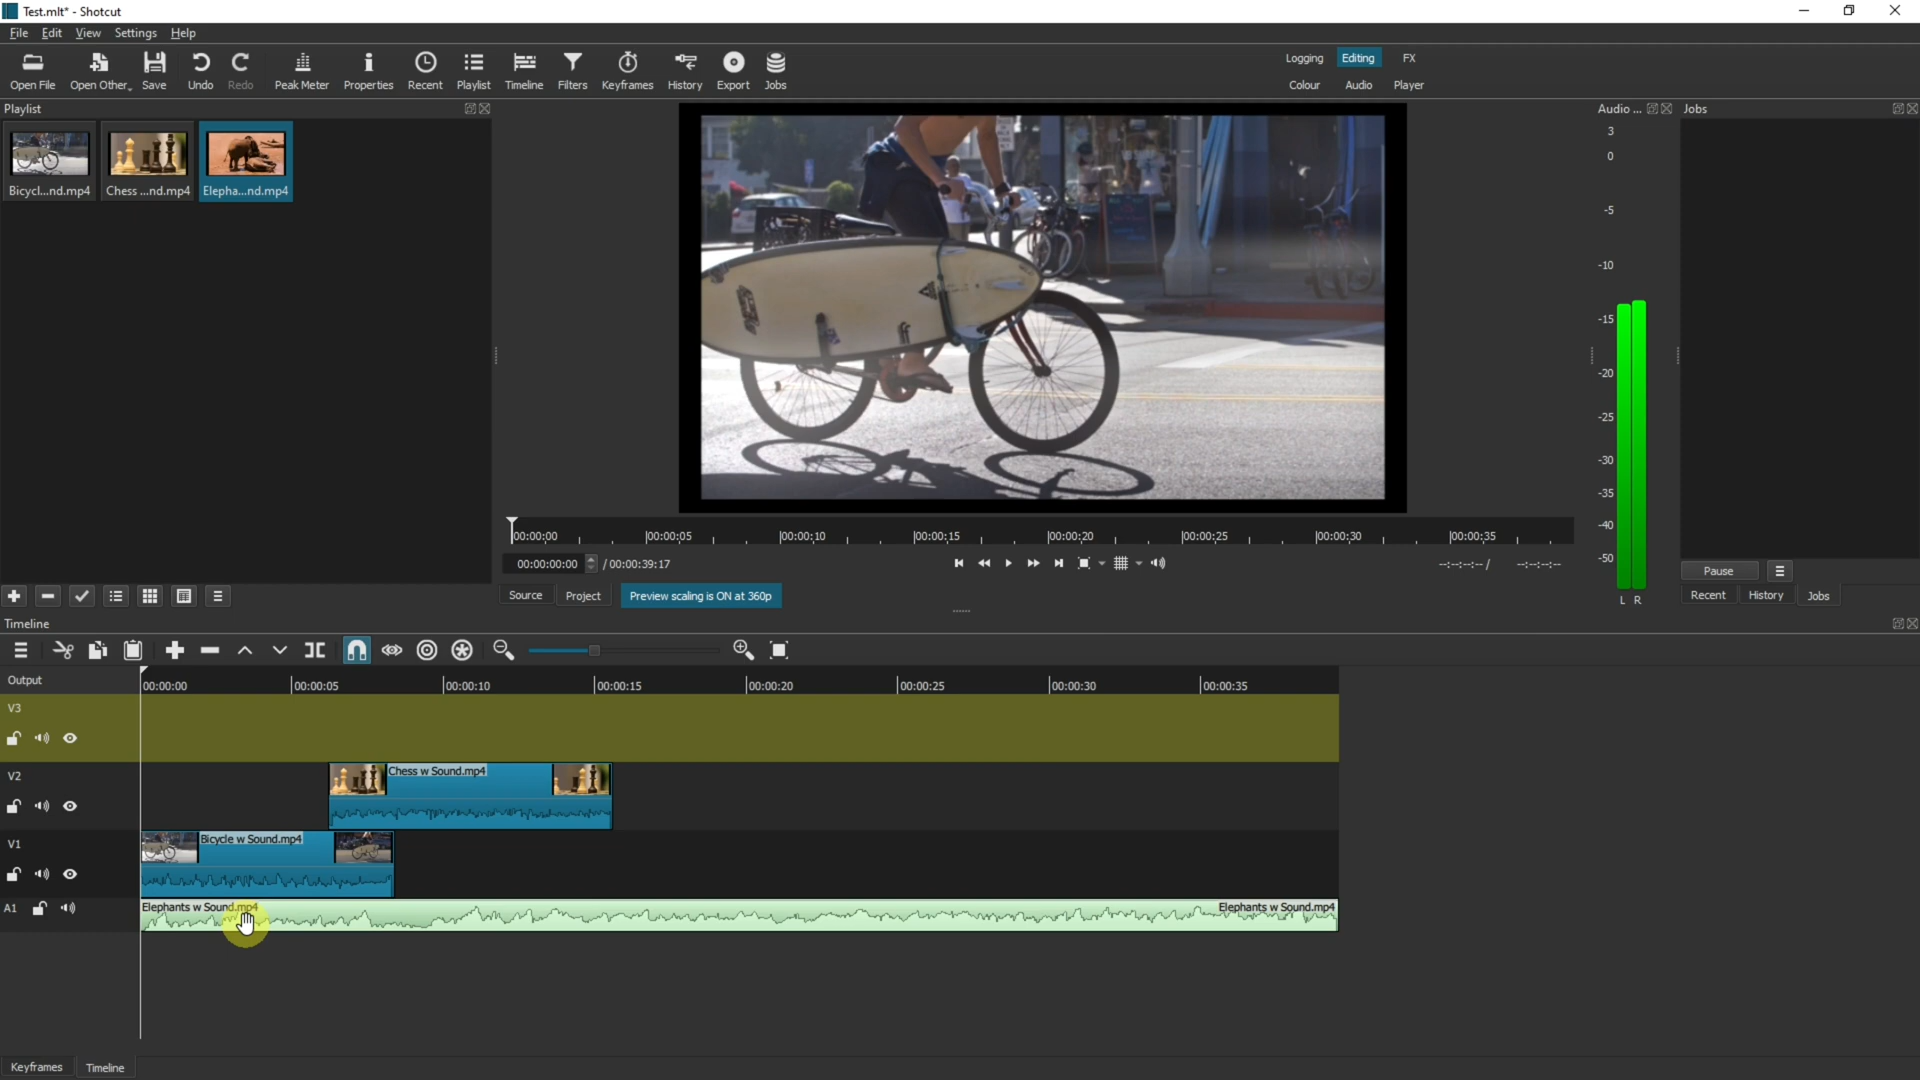 Test.mlt* - Shotcut
File Edit View Settings Help
Open File Open Other Save Undo Redo Peak Meter Properties Recent Playlist Timeline Filters Keyframes History Export Jobs
Logging Editing FX
Colour Audio Player
Playlist
Audio ...
Jobs
Bicycl...nd.mp4 Chess ...nd.mp4 Elepha...nd.mp4
3
0
-5
-10
-15
-20
-25
-30
-35
-40
-50
L R
00:00:00 00:00:05 00:00:10 00:00:15 00:00:20 00:00:25 00:00:30 00:00:35
00:00:00:00 / 00:00:39:17
--:--:--:-- / --:--:--:--
Source Project Preview scaling is ON at 360p
Pause
Recent History Jobs
Timeline
Output
00:00:00 00:00:05 00:00:10 00:00:15 00:00:20 00:00:25 00:00:30 00:00:35
V3
V2
Chess w Sound.mp4
V1
Bicycle w Sound.mp4
A1
Elephants w Sound.mp4 Elephants w Sound.mp4
Keyframes Timeline